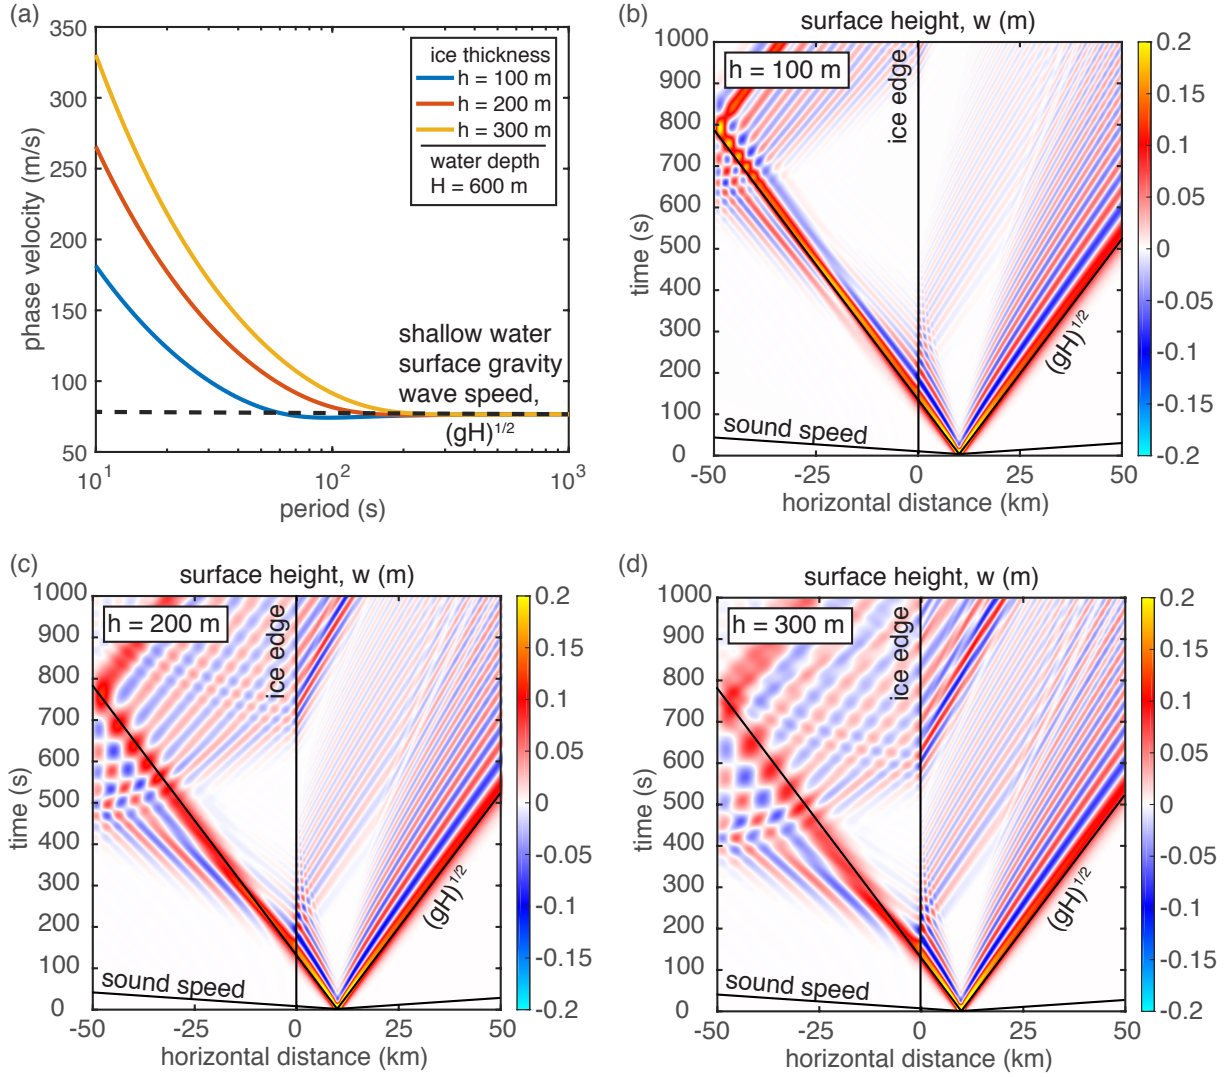 (a)
350
300
250
200
150
100
50
phase velocity (m/s)
10¹
10²
10³
period (s)
ice thickness
h = 100 m
h = 200 m
h = 300 m
water depth
H = 600 m
shallow water
surface gravity
wave speed,
(gH)^1/2
(b)
surface height, w (m)
1000
900
800
700
600
500
400
300
200
100
0
time (s)
h = 100 m
ice edge
(gH)^1/2
sound speed
-50
-25
0
25
50
horizontal distance (km)
0.2
0.15
0.1
0.05
0
-0.05
-0.1
-0.15
-0.2
(c)
surface height, w (m)
1000
900
800
700
600
500
400
300
200
100
0
time (s)
h = 200 m
ice edge
(gH)^1/2
sound speed
-50
-25
0
25
50
horizontal distance (km)
0.2
0.15
0.1
0.05
0
-0.05
-0.1
-0.15
-0.2
(d)
surface height, w (m)
1000
900
800
700
600
500
400
300
200
100
0
time (s)
h = 300 m
ice edge
(gH)^1/2
sound speed
-50
-25
0
25
50
horizontal distance (km)
0.2
0.15
0.1
0.05
0
-0.05
-0.1
-0.15
-0.2